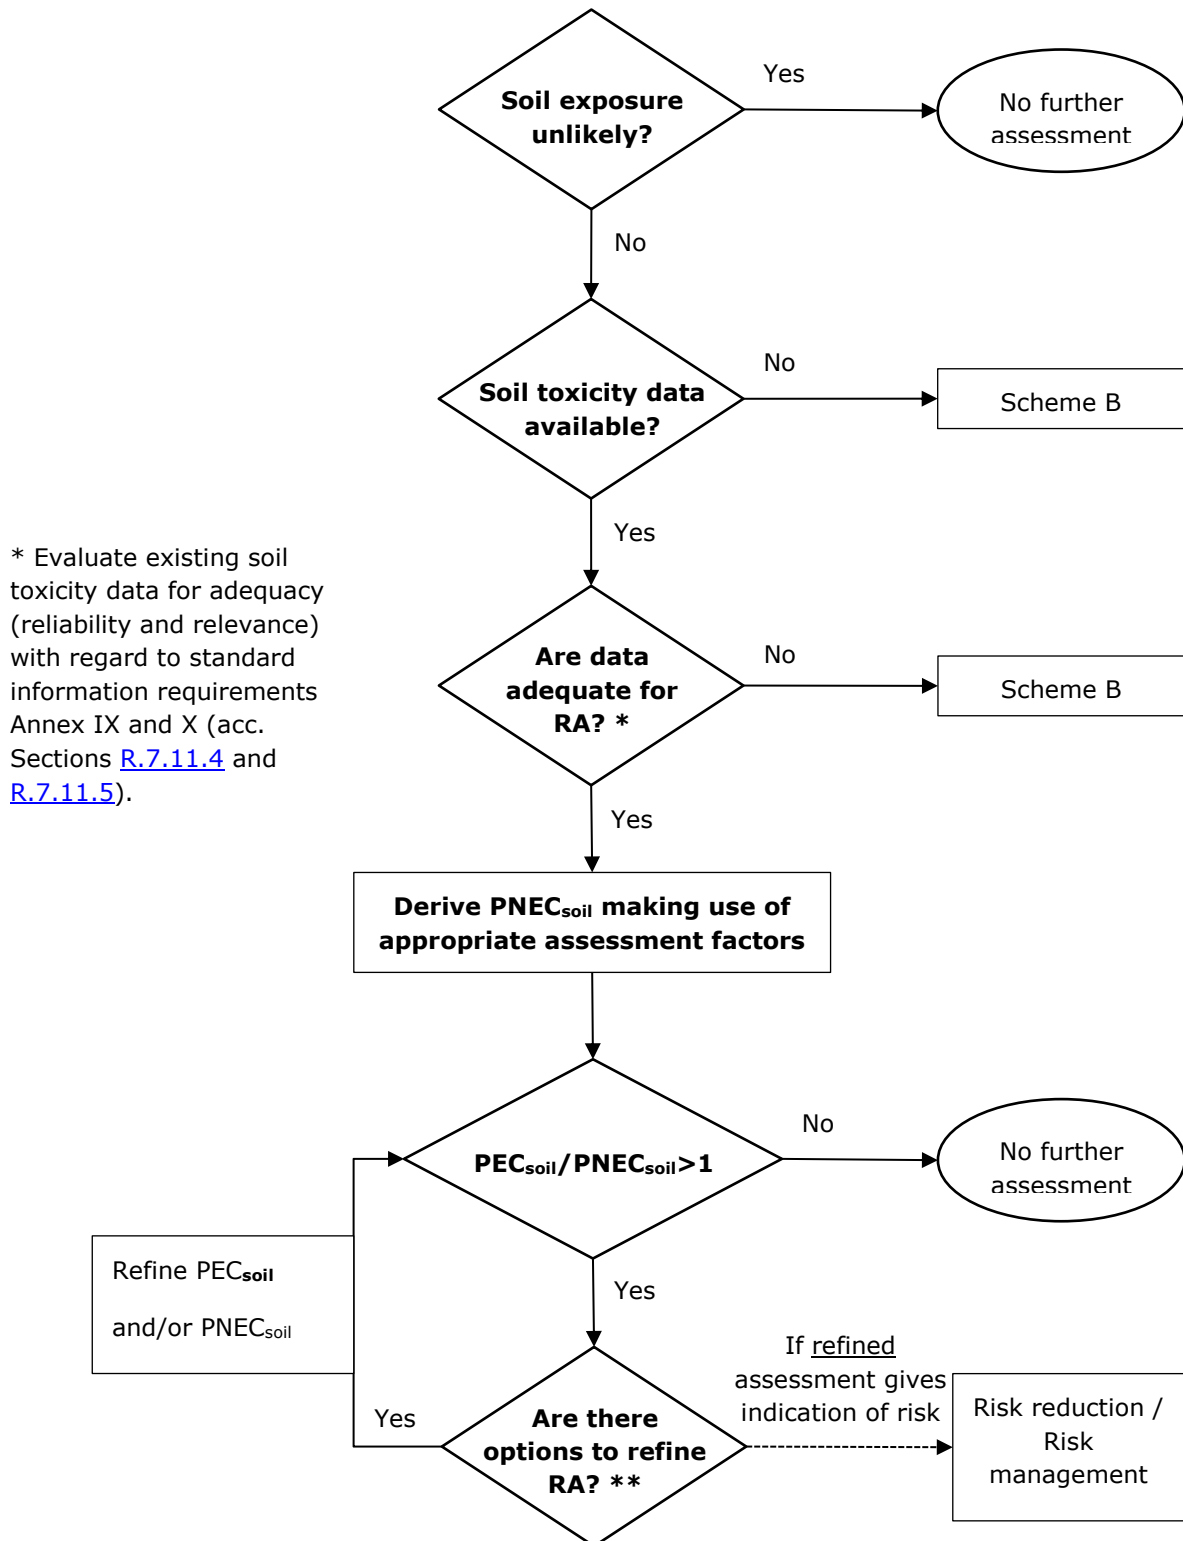 Soil exposure
unlikely?
Yes
No further
assessment
No
Soil toxicity data
available?
No
Scheme B
Yes
* Evaluate existing soil
toxicity data for adequacy
(reliability and relevance)
with regard to standard
information requirements
Annex IX and X (acc.
Sections R.7.11.4 and
R.7.11.5).
Are data
adequate for
RA? *
No
Scheme B
Yes
Derive PNECsoil making use of
appropriate assessment factors
PECsoil/PNECsoil>1
No
No further
assessment
Refine PECsoil
and/or PNECsoil
Yes
Are there
options to refine
RA? **
Yes
If refined
assessment gives
indication of risk
Risk reduction /
Risk
management